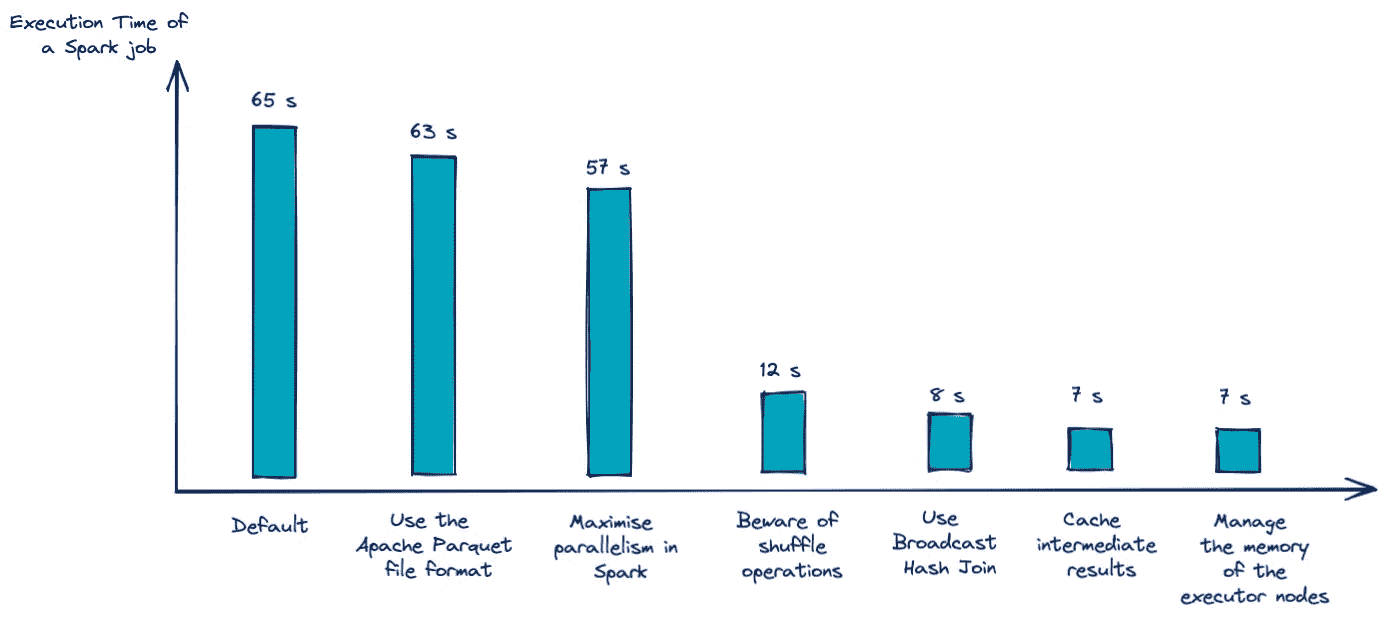 Execution Time of
a Spark job
65 s
63 s
57 s
12 s
8 s
7 s
7 s
Default
Use the
Apache Parquet
file format
Maximise
parallelism in
Spark
Beware of
shuffle
operations
Use
Broadcast
Hash Join
Cache
intermediate
results
Manage
the memory
of the
executor nodes